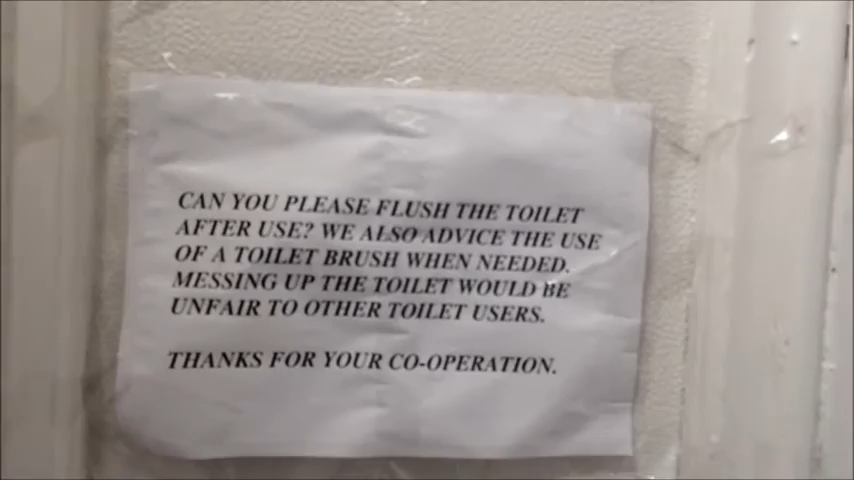 CAN YOU PLEASE FLUSH THE TOILET
AFTER USE? WE ALSO ADVICE THE USE
OF A TOILET BRUSH WHEN NEEDED.
MESSING UP THE TOILET WOULD BE
UNFAIR TO OTHER TOILET USERS.
THANKS FOR YOUR CO-OPERATION.